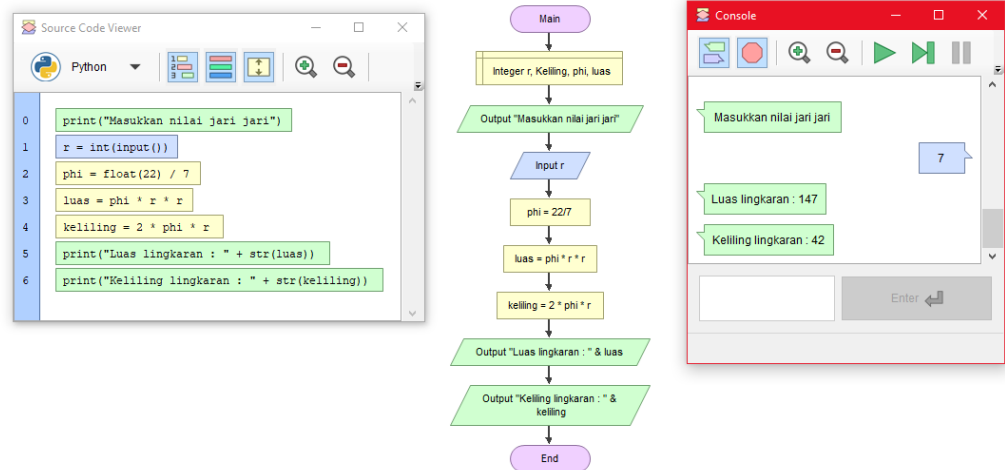 Source Code Viewer
Python
0 print("Masukkan nilai jari jari")
1 r = int(input())
2 phi = float(22) / 7
3 luas = phi * r * r
4 keliling = 2 * phi * r
5 print("Luas lingkaran : " + str(luas))
6 print("Keliling lingkaran : " + str(keliling))
Main
Integer r, Keliling, phi, luas
Output "Masukkan nilai jari jari"
Input r
phi = 22/7
luas = phi * r * r
keliling = 2 * phi * r
Output "Luas lingkaran : " & luas
Output "Keliling lingkaran : " &
keliling
End
Console
Masukkan nilai jari jari
7
Luas lingkaran : 147
Keliling lingkaran : 42
Enter